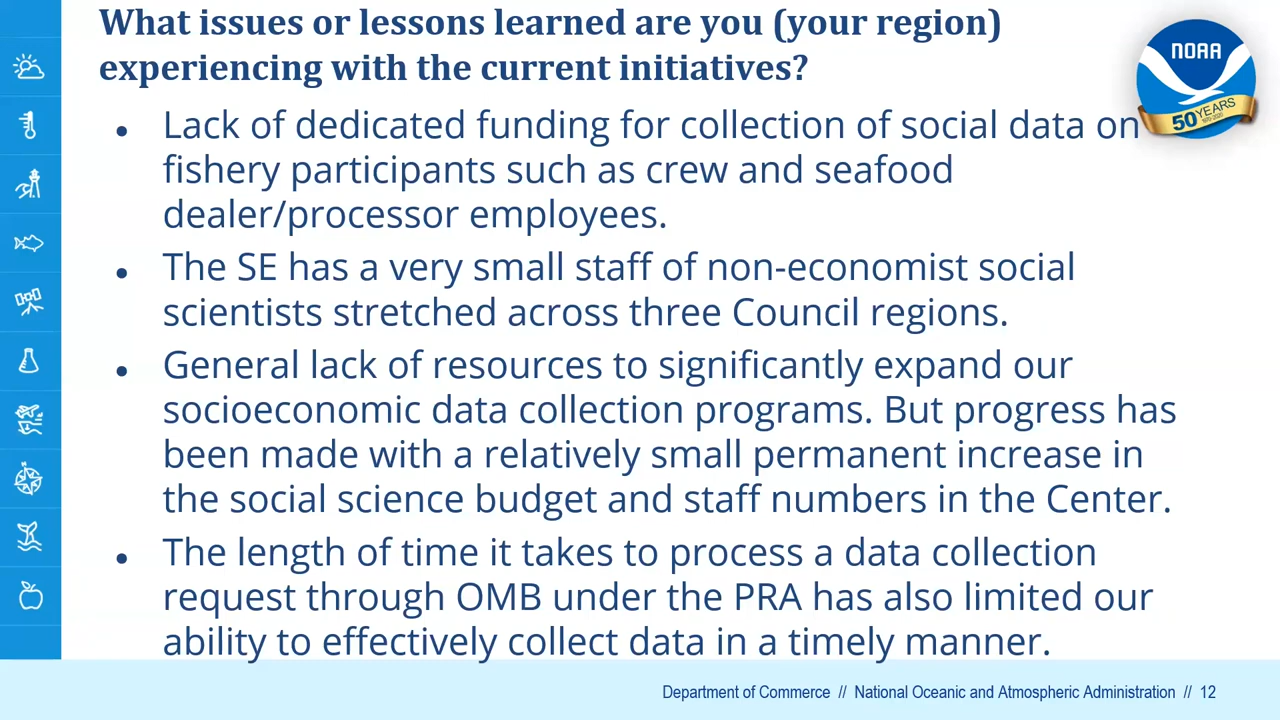 What issues or lessons learned are you (your region)
experiencing with the current initiatives?
NOAA
50 YEARS
1970-2020
• Lack of dedicated funding for collection of social data on
fishery participants such as crew and seafood
dealer/processor employees.
• The SE has a very small staff of non-economist social
scientists stretched across three Council regions.
• General lack of resources to significantly expand our
socioeconomic data collection programs. But progress has
been made with a relatively small permanent increase in
the social science budget and staff numbers in the Center.
• The length of time it takes to process a data collection
request through OMB under the PRA has also limited our
ability to effectively collect data in a timely manner.
Department of Commerce // National Oceanic and Atmospheric Administration // 12